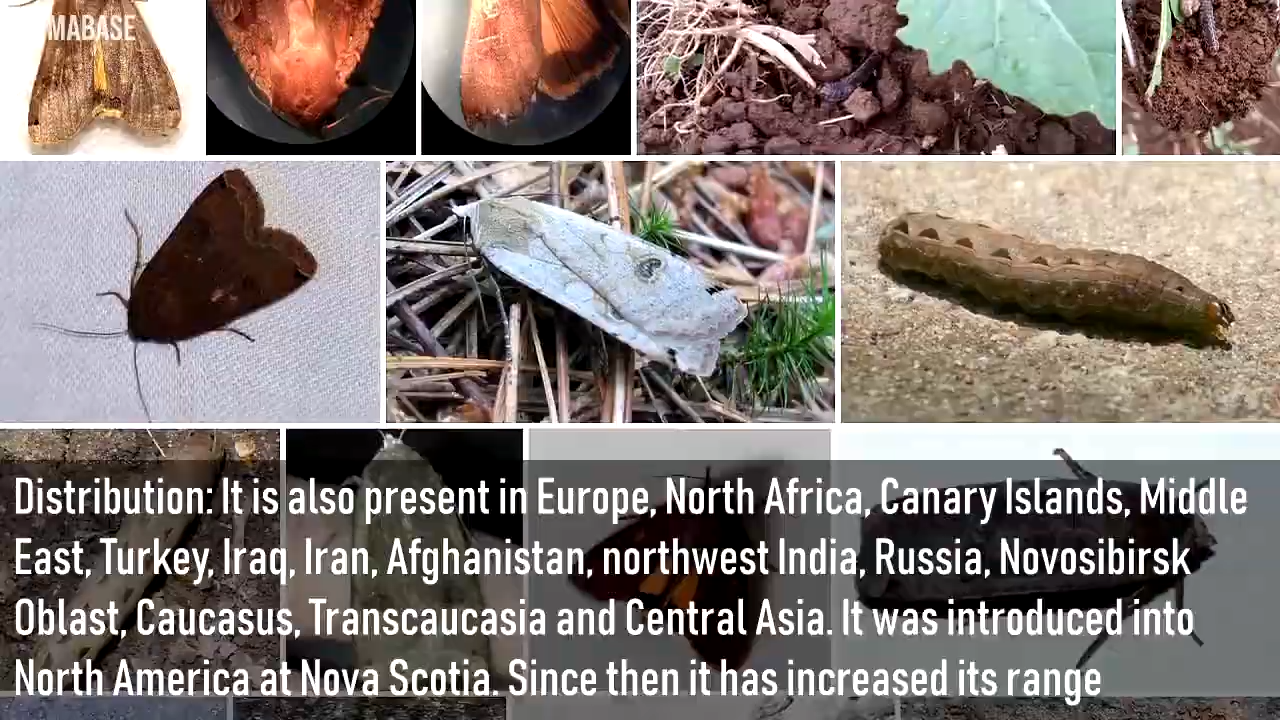 MABASE
Distribution: It is also present in Europe, North Africa, Canary Islands, Middle
East, Turkey, Iraq, Iran, Afghanistan, northwest India, Russia, Novosibirsk
Oblast, Caucasus, Transcaucasia and Central Asia. It was introduced into
North America at Nova Scotia. Since then it has increased its range